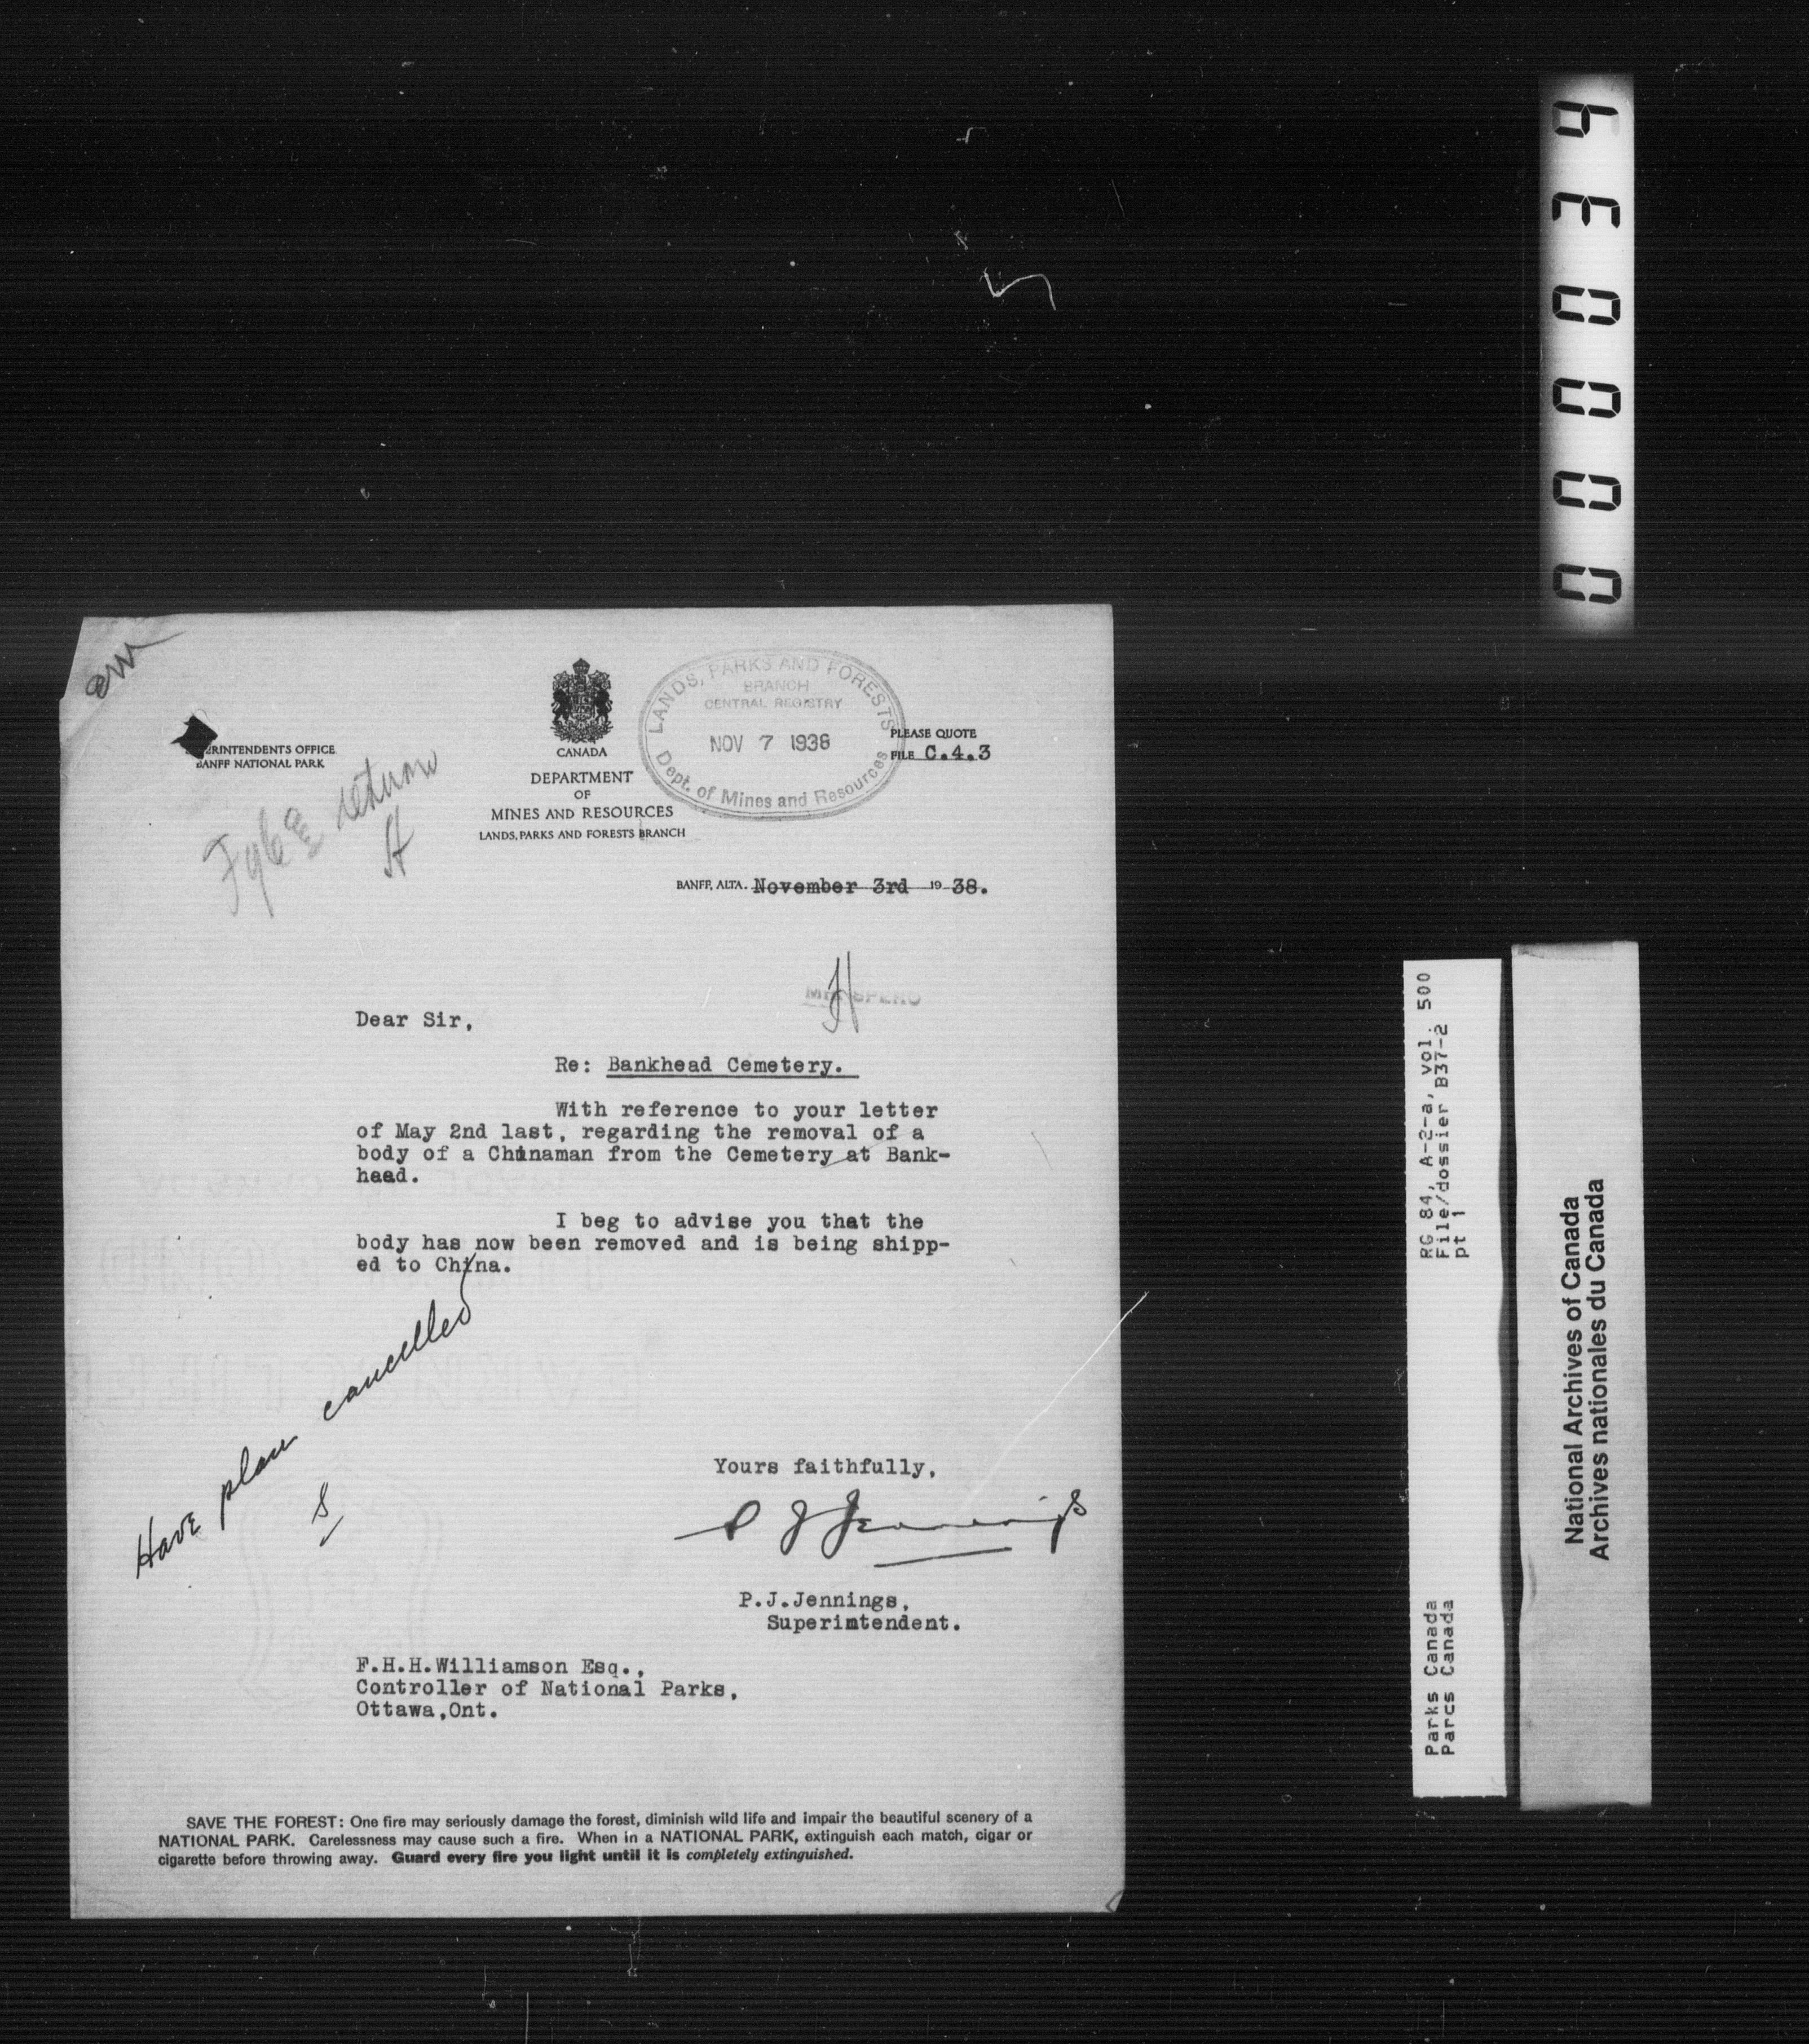 SUPERINTENDENT'S OFFICE
BANFF NATIONAL PARK
CANADA
DEPARTMENT
OF
MINES AND RESOURCES
LANDS, PARKS AND FORESTS BRANCH
LANDS, PARKS AND FORESTS
BRANCH
CENTRAL REGISTRY
NOV 7 1938
Dept. of Mines and Resources
PLEASE QUOTE
FILE C.4.3
return
H
BANFF, ALTA. November 3rd 19 38.
H
MR. SPERO
Dear Sir,
Re: Bankhead Cemetery.
With reference to your letter
of May 2nd last, regarding the removal of a
body of a Chinaman from the Cemetery at Bank-
head.
I beg to advise you that the
body has now been removed and is being shipp-
ed to China.
Have plan cancelled
S
Yours faithfully,
P J Jennings
P.J.Jennings,
Superintendent.
F.H.H.Williamson Esq.,
Controller of National Parks,
Ottawa,Ont.
SAVE THE FOREST: One fire may seriously damage the forest, diminish wild life and impair the beautiful scenery of a
NATIONAL PARK. Carelessness may cause such a fire. When in a NATIONAL PARK, extinguish each match, cigar or
cigarette before throwing away. Guard every fire you light until it is completely extinguished.
000039
RG 84, A-2-a, vol. 500
File/dossier B37-2
pt 1
Parks Canada
Parcs Canada
National Archives of Canada
Archives nationales du Canada